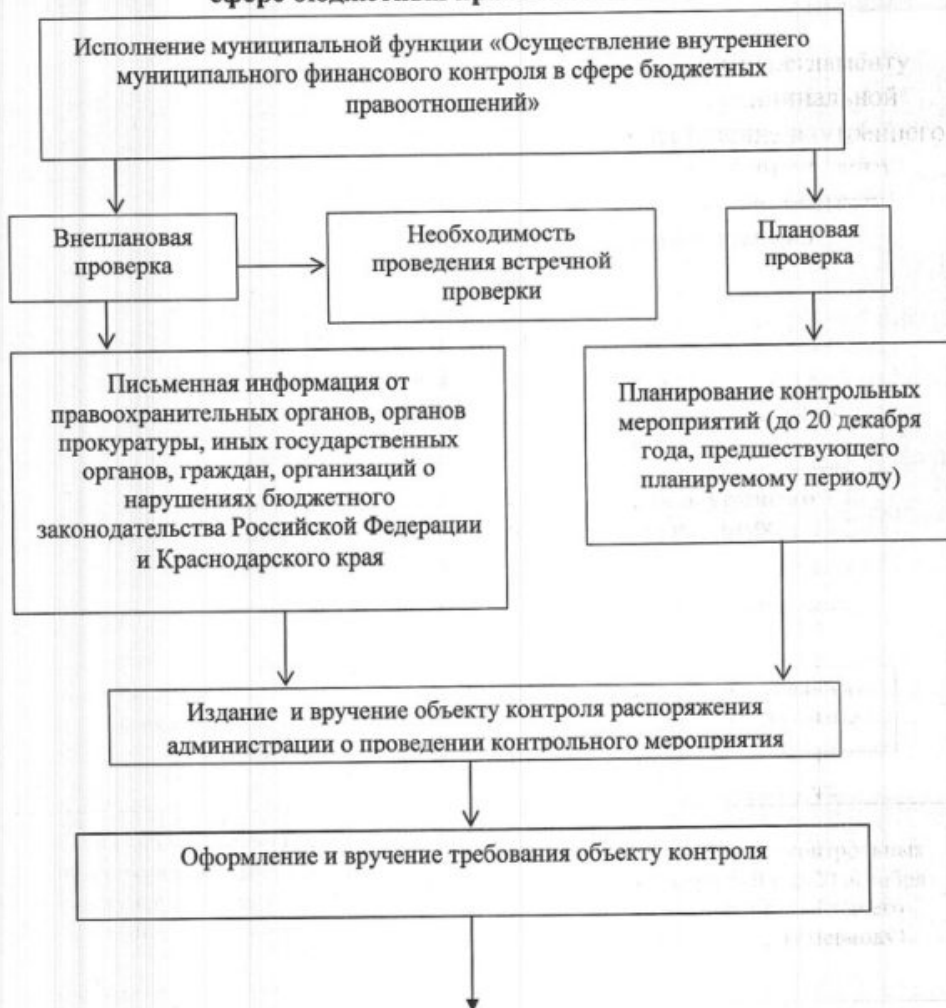 сфере бюджетных
Исполнение муниципальной функции «Осуществление внутреннего
муниципального финансового контроля в сфере бюджетных
правоотношений»
Внеплановая
проверка
Необходимость
проведения встречной
проверки
Плановая
проверка
Письменная информация от
правоохранительных органов, органов
прокуратуры, иных государственных
органов, граждан, организаций о
нарушениях бюджетного
законодательства Российской Федерации
и Краснодарского края
Планирование контрольных
мероприятий (до 20 декабря
года, предшествующего
планируемому периоду)
Издание и вручение объекту контроля распоряжения
администрации о проведении контрольного мероприятия
Оформление и вручение требования объекту контроля